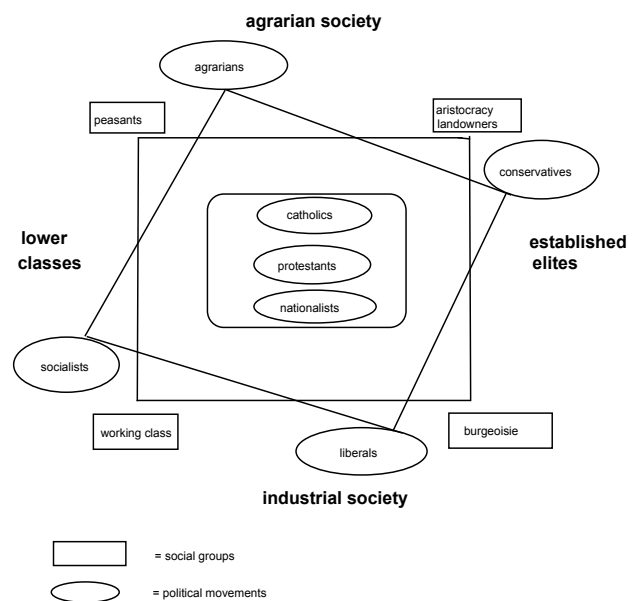 agrarian society
agrarians
peasants
aristocracy
landowners
conservatives
catholics
lower
classes
protestants
established
elites
nationalists
socialists
working class
burgeoisie
liberals
industrial society
= social groups
= political movements